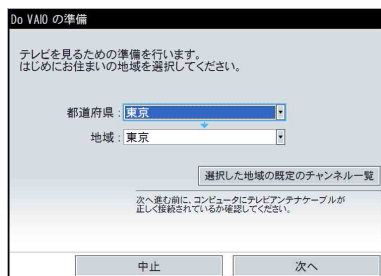 Do VAIO の準備
テレビを見るための準備を行います。
はじめにお住まいの地域を選択してください。
都道府県 : 東京
地域 : 東京
選択した地域の既定のチャンネル一覧
次へ進む前に、コンピュータにテレビアンテナケーブルが
正しく接続されているか確認してください。
中止
次へ